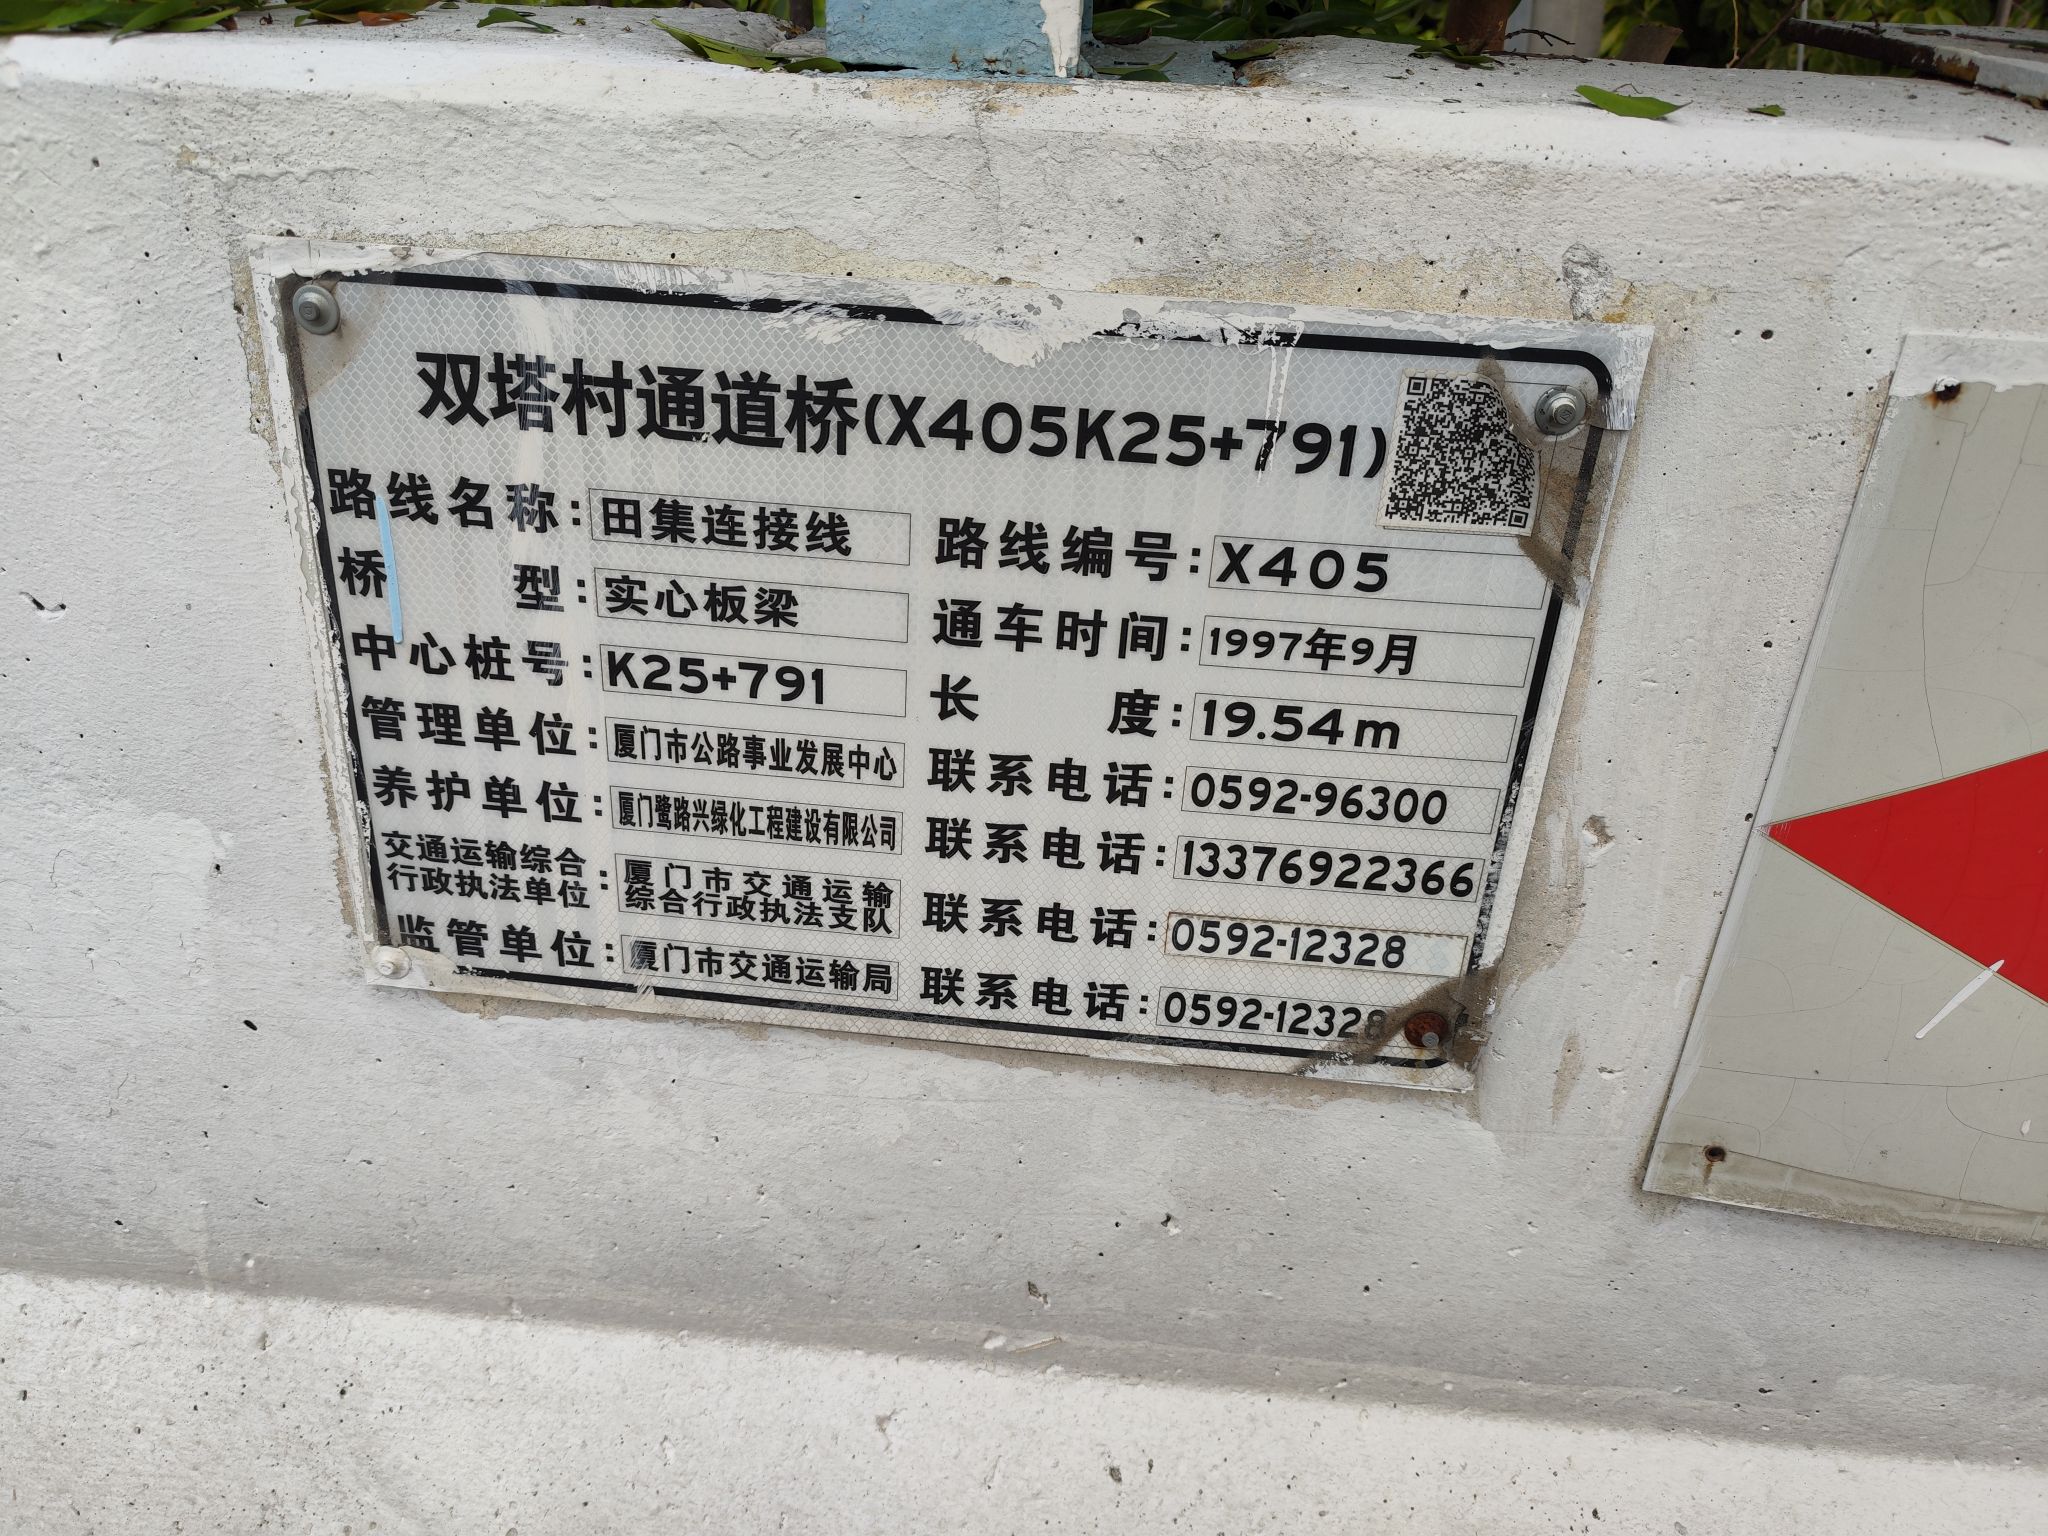 双塔村通道桥(X405K25+791)
路线名称：田集连接线 路线编号：X405
桥型：实心板梁 通车时间：1997年9月
中心桩号：K25+791 长度：19.54m
管理单位：厦门市公路事业发展中心 联系电话：0592-96300
养护单位：厦门鹭路兴绿化工程建设有限公司 联系电话：13376922366
交通运输综合
行政执法单位：厦门市交通运输
综合行政执法支队 联系电话：0592-12328
监管单位：厦门市交通运输局 联系电话：0592-12328